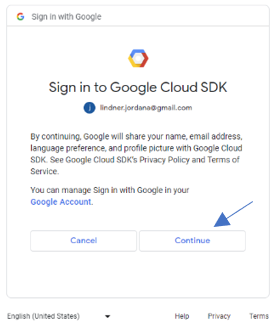 Sign in with Google
Sign in to Google Cloud SDK
j lindner.jordana@gmail.com
By continuing, Google will share your name, email address,
language preference, and profile picture with Google Cloud
SDK. See Google Cloud SDK's Privacy Policy and Terms of
Service.
You can manage Sign in with Google in your
Google Account.
Cancel Continue
English (United States) Help Privacy Terms